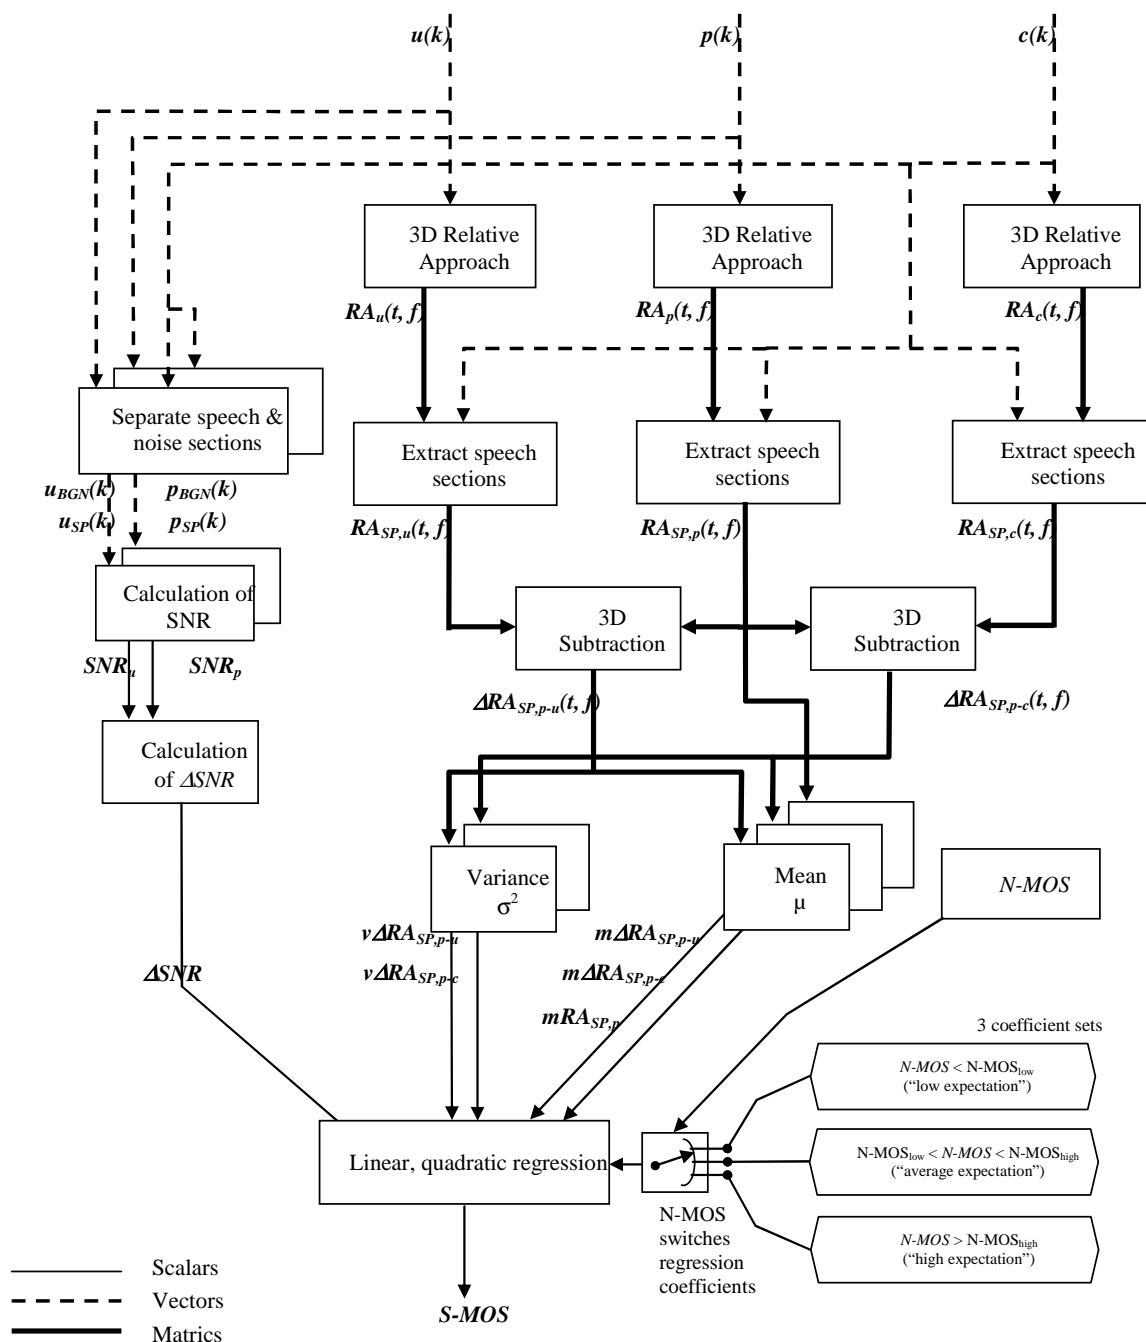 u(k)
p(k)
c(k)
3D Relative
Approach
3D Relative
Approach
3D Relative
Approach
RAu(t, f)
RAp(t, f)
RAc(t, f)
Separate speech &
noise sections
Extract speech
sections
Extract speech
sections
Extract speech
sections
uBGN(k)
pBGN(k)
uSP(k)
pSP(k)
RASP,u(t, f)
RASP,p(t, f)
RASP,c(t, f)
Calculation of
SNR
3D
Subtraction
3D
Subtraction
SNRu
SNRp
ΔRASP,p-u(t, f)
ΔRASP,p-c(t, f)
Calculation
of ΔSNR
Variance
σ2
Mean
μ
N-MOS
vΔRASP,p-u
mΔRASP,p-u
ΔSNR
vΔRASP,p-c
mΔRASP,p-c
mRASP,p
3 coefficient sets
N-MOS < N-MOSlow
(“low expectation”)
Linear, quadratic regression
N-MOSlow < N-MOS < N-MOShigh
(“average expectation”)
N-MOS
switches
regression
coefficients
N-MOS > N-MOShigh
(“high expectation”)
Scalars
Vectors
Matrics
S-MOS